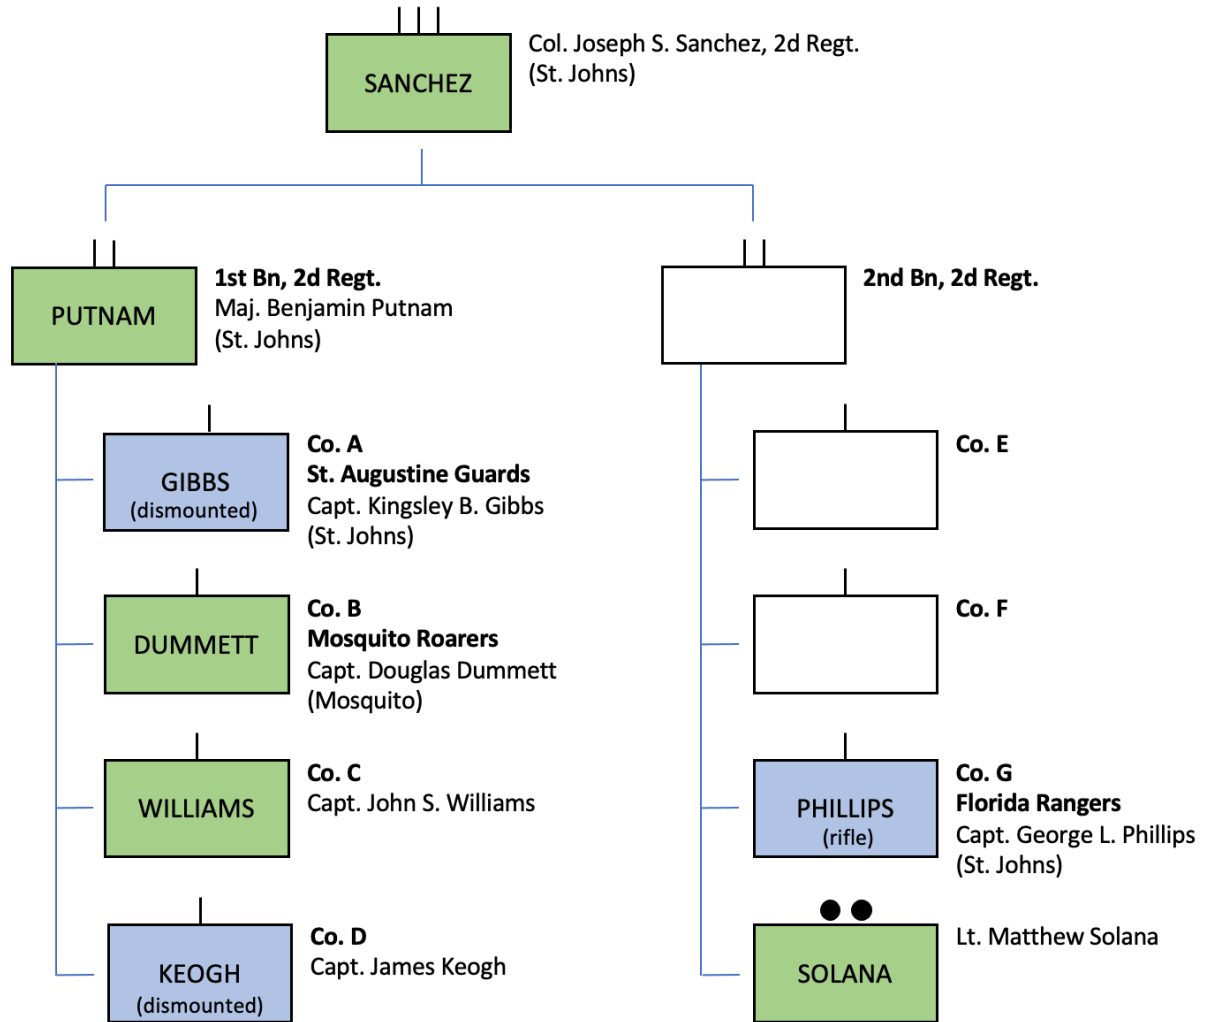 SANCHEZ
Col. Joseph S. Sanchez, 2d Regt.
(St. Johns)
PUTNAM
1st Bn, 2d Regt.
Maj. Benjamin Putnam
(St. Johns)
GIBBS
(dismounted)
Co. A
St. Augustine Guards
Capt. Kingsley B. Gibbs
(St. Johns)
DUMMETT
Co. B
Mosquito Roarers
Capt. Douglas Dummett
(Mosquito)
WILLIAMS
Co. C
Capt. John S. Williams
KEOGH
(dismounted)
Co. D
Capt. James Keogh
2nd Bn, 2d Regt.
Co. E
Co. F
PHILLIPS
(rifle)
Co. G
Florida Rangers
Capt. George L. Phillips
(St. Johns)
SOLANA
Lt. Matthew Solana